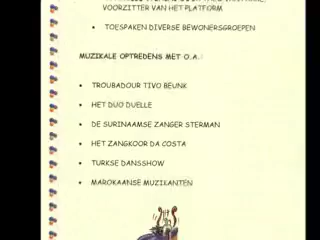 VOORZITTER VAN HET PLATFORM
• TOESPAKEN DIVERSE BEWONERSGROEPEN
MUZIKALE OPTREDENS MET O.A.:
• TROUBADOUR TIVO BEUNK
• HET DUO DUELLE
• DE SURINAAMSE ZANGER STERMAN
• HET ZANGKOOR DA COSTA
• TURKSE DANSSHOW
• MAROKAANSE MUZIKANTEN